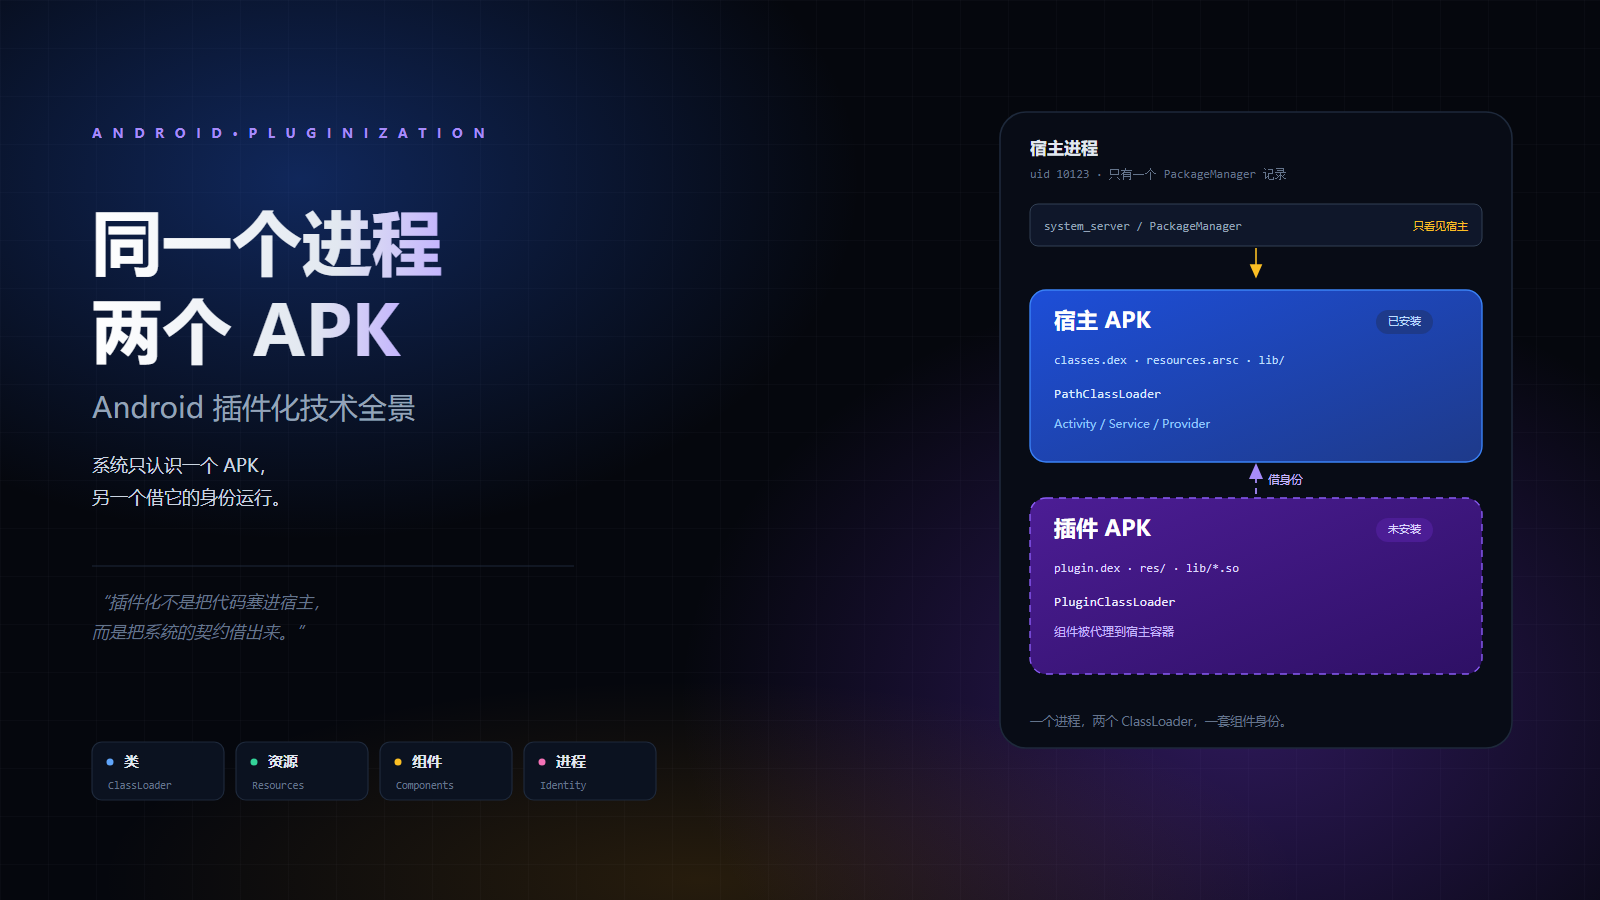 ANDROID·PLUGINIZATION
同一个进程
两个 APK
Android 插件化技术全景
系统只认识一个 APK，
另一个借它的身份运行。
“插件化不是把代码塞进宿主，
而是把系统的契约借出来。”
类
ClassLoader
资源
Resources
组件
Components
进程
Identity
宿主进程
uid 10123 · 只有一个 PackageManager 记录
system_server / PackageManager
只看见宿主
宿主 APK
已安装
classes.dex · resources.arsc · lib/
PathClassLoader
Activity / Service / Provider
借身份
插件 APK
未安装
plugin.dex · res/ · lib/*.so
PluginClassLoader
组件被代理到宿主容器
一个进程，两个 ClassLoader，一套组件身份。